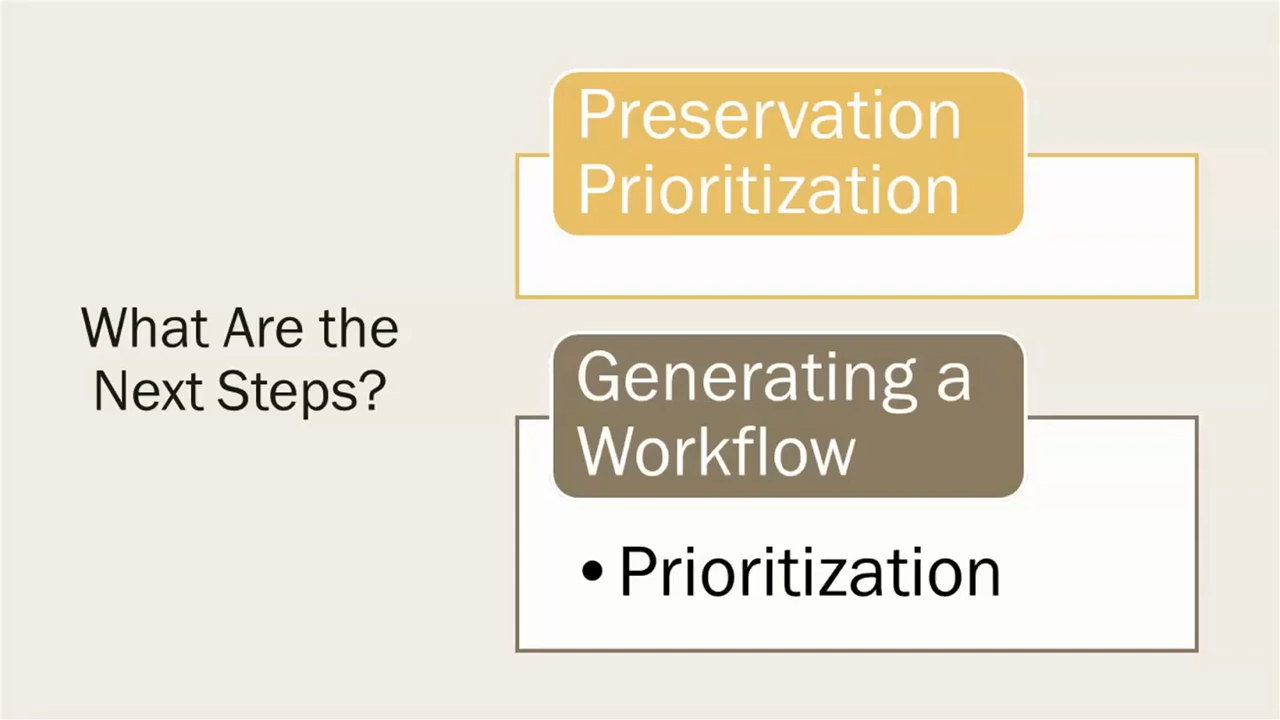 What Are the
Next Steps?
Preservation
Prioritization
Generating a
Workflow
• Prioritization